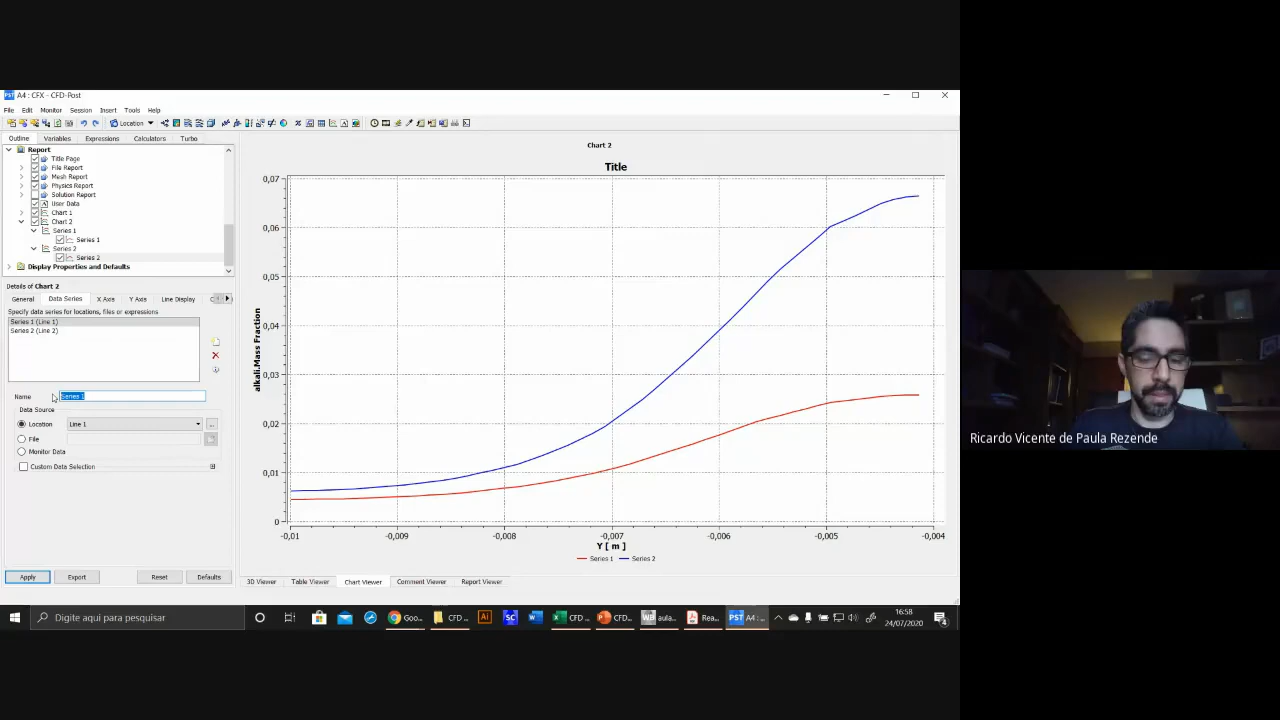 A4 : CFX - CFD-Post
File Edit Monitor Session Insert Tools Help
Location
Outline Variables Expressions Calculators Turbo
Report
Title Page
File Report
Mesh Report
Physics Report
Solution Report
User Data
Chart 1
Chart 2
Series 1
Series 1
Series 2
Series 2
Display Properties and Defaults
Details of Chart 2
General Data Series X Axis Y Axis Line Display
Specify data series for locations, files or expressions
Series 1 (Line 1)
Series 2 (Line 2)
Name Series 1
Data Source
Location Line 1
File
Monitor Data
Custom Data Selection
Apply Export Reset Defaults
Chart 2
Title
0,07
0,06
0,05
0,04
0,03
0,02
0,01
0
alkali.Mass Fraction
-0,01 -0,009 -0,008 -0,007 -0,006 -0,005 -0,004
Y [ m ]
Series 1 Series 2
3D Viewer Table Viewer Chart Viewer Comment Viewer Report Viewer
Ricardo Vicente de Paula Rezende
Digite aqui para pesquisar
Goo... CFD ... CFD ... CFD... aula... Rea... A4 : ...
16:58
24/07/2020